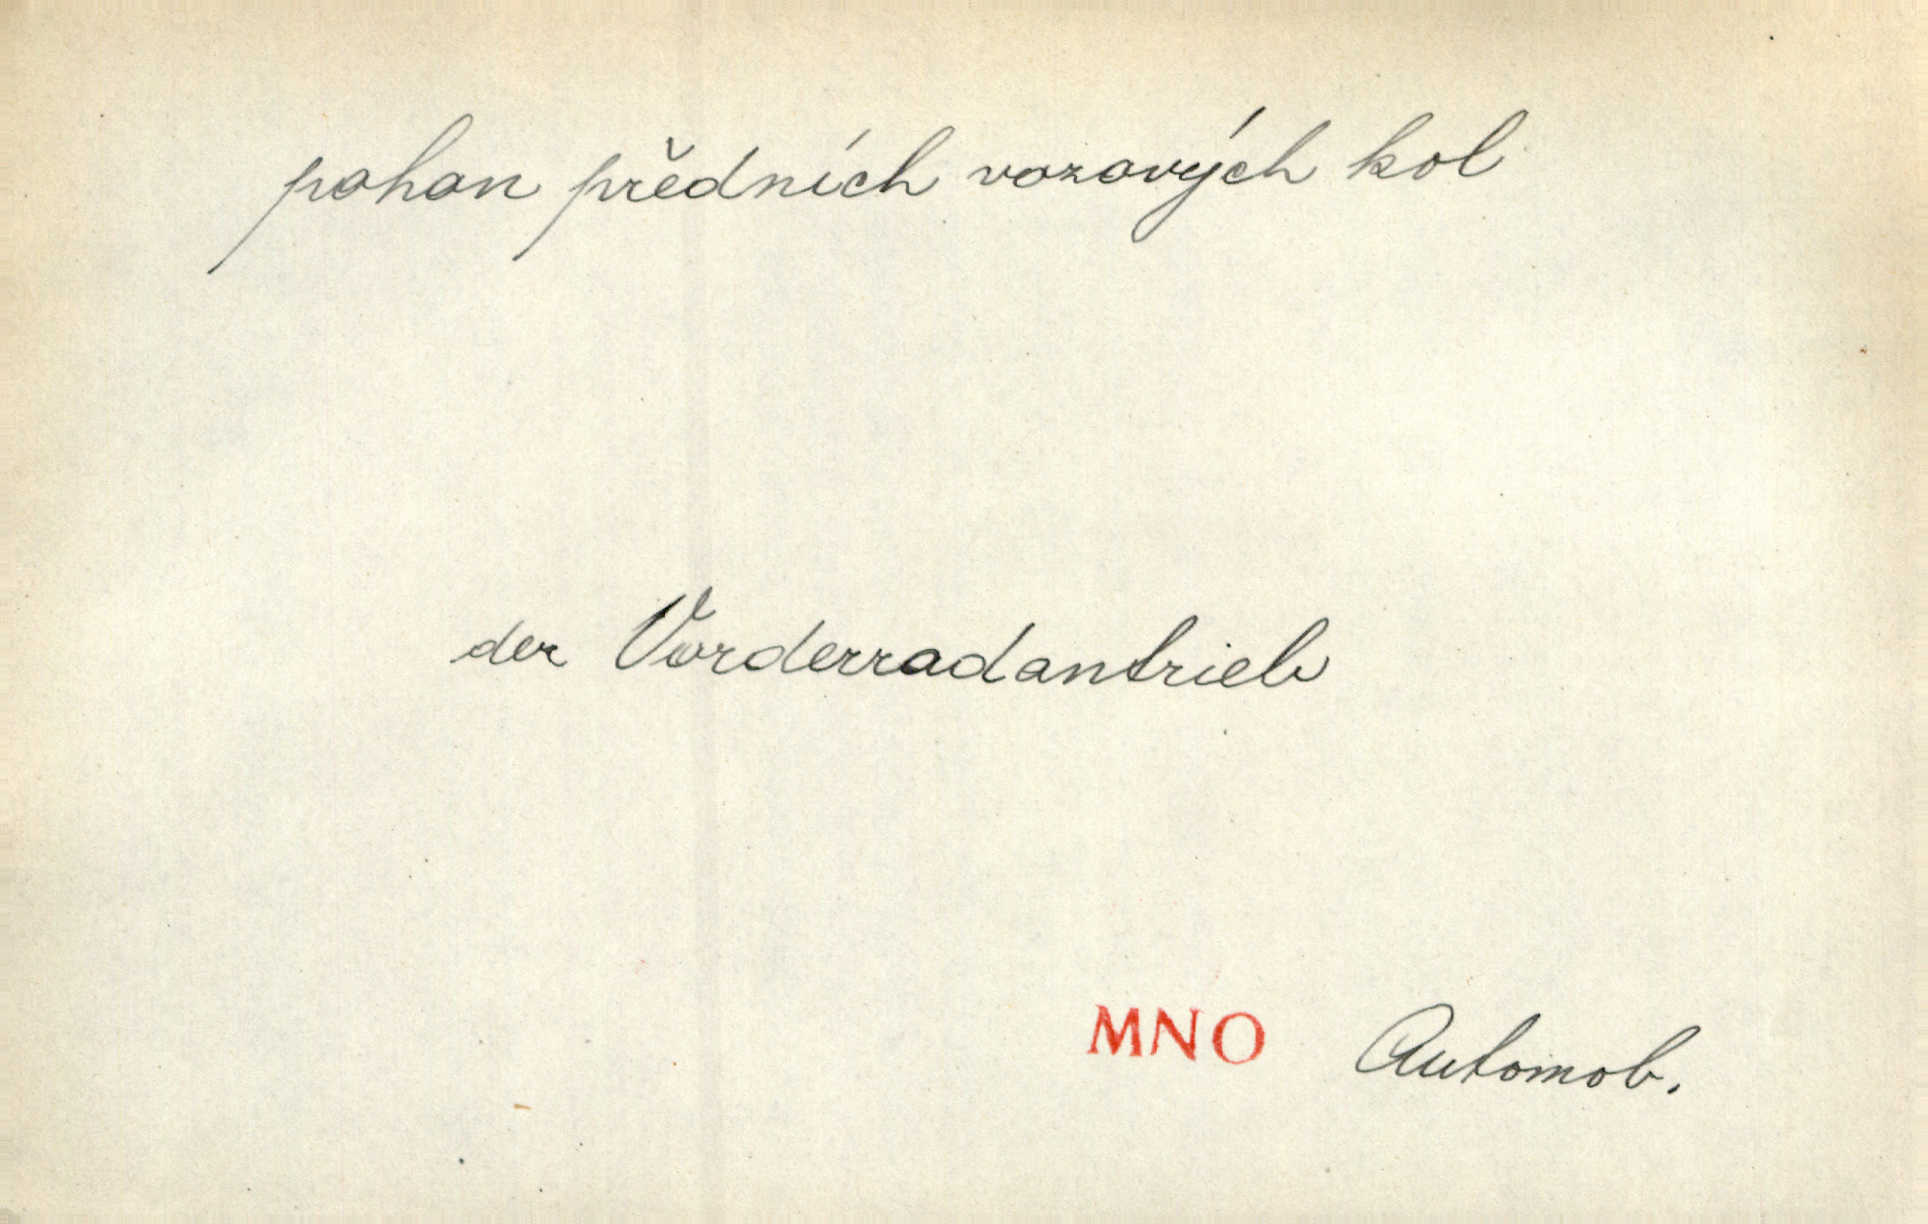 pohon předních vozových kol
der Vorderradantrieb
MNO Automob.